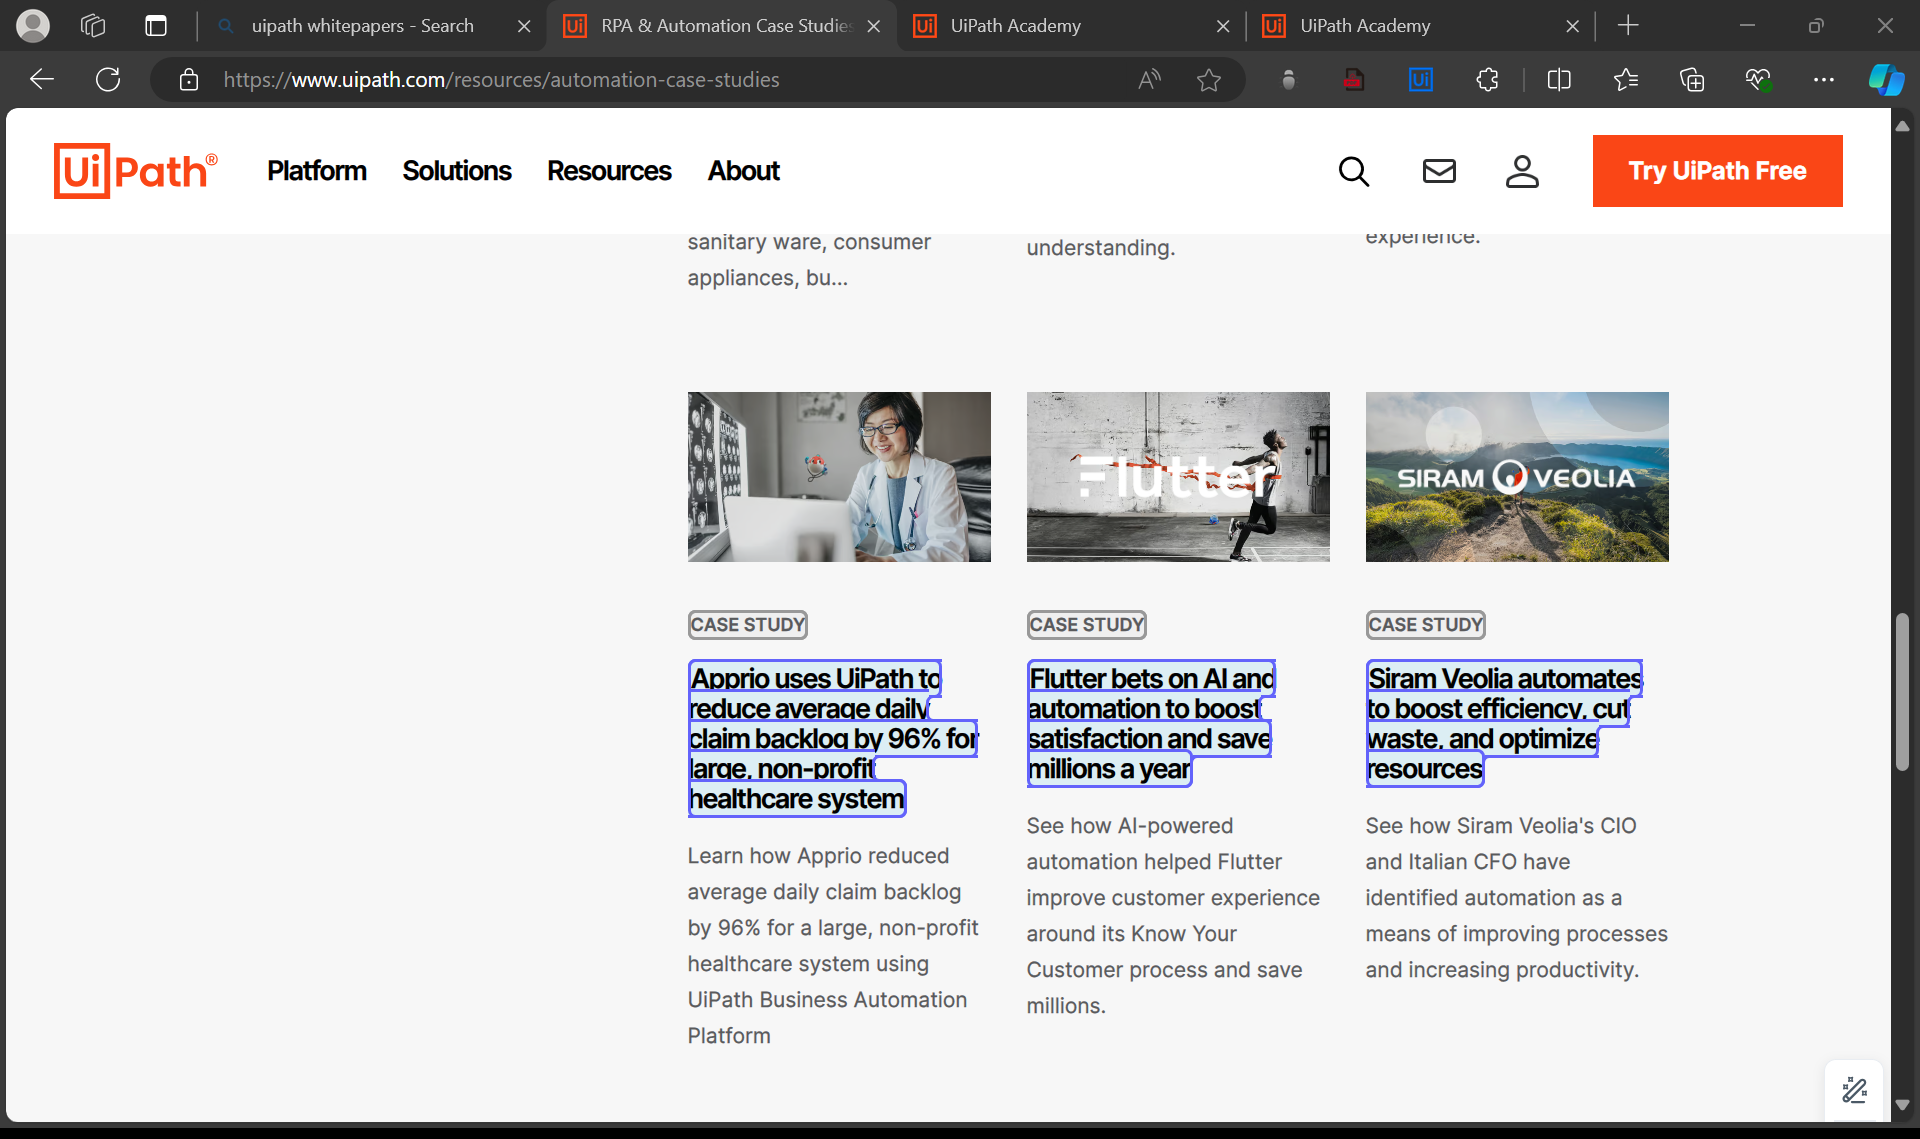 uipath whitepapers - Search
RPA & Automation Case Studies
UiPath Academy
UiPath Academy
https://www.uipath.com/resources/automation-case-studies
UiPath®
Platform
Solutions
Resources
About
Try UiPath Free
sanitary ware, consumer
appliances, bu...
understanding.
experience.
Flutter
SIRAM VEOLIA
CASE STUDY
Apprio uses UiPath to
reduce average daily
claim backlog by 96% for
large, non-profit
healthcare system
Learn how Apprio reduced
average daily claim backlog
by 96% for a large, non-profit
healthcare system using
UiPath Business Automation
Platform
CASE STUDY
Flutter bets on AI and
automation to boost
satisfaction and save
millions a year
See how AI-powered
automation helped Flutter
improve customer experience
around its Know Your
Customer process and save
millions.
CASE STUDY
Siram Veolia automates
to boost efficiency, cut
waste, and optimize
resources
See how Siram Veolia's CIO
and Italian CFO have
identified automation as a
means of improving processes
and increasing productivity.